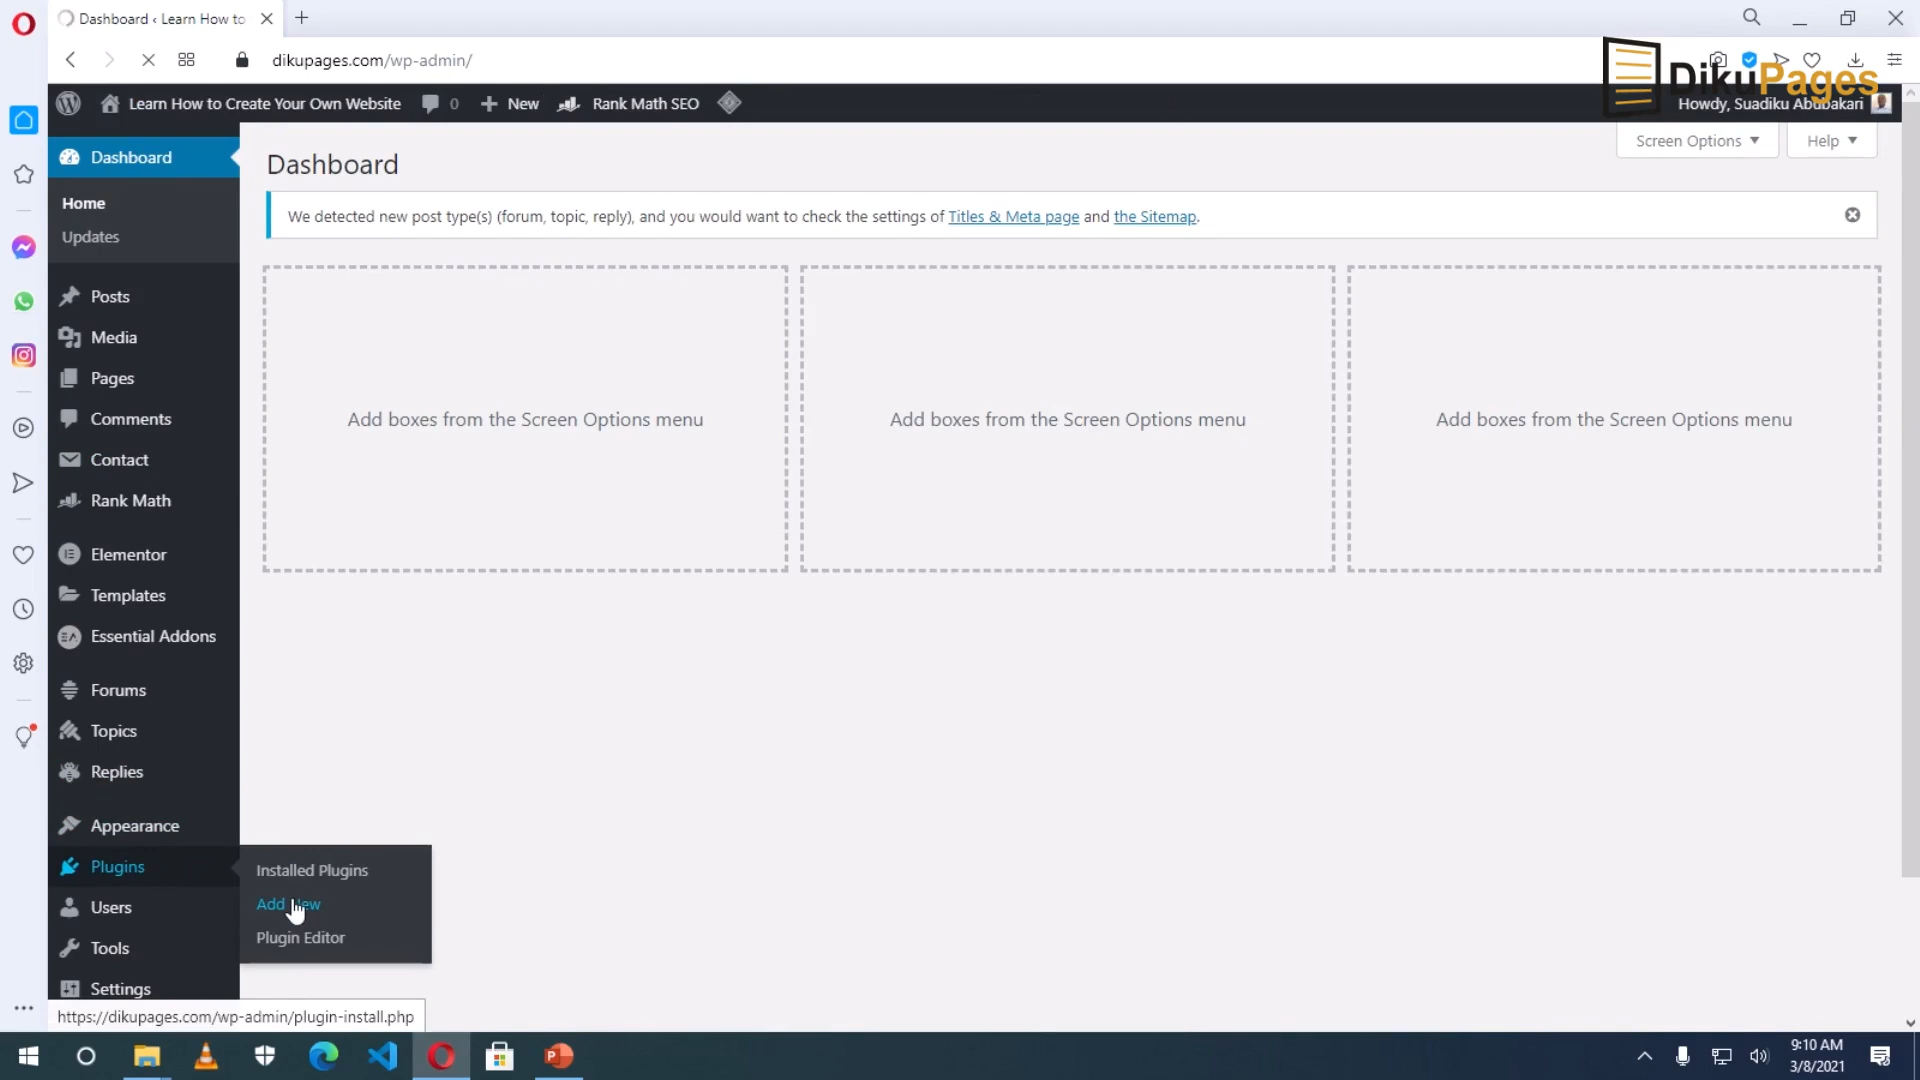 Dashboard ‹ Learn How to
dikupages.com/wp-admin/
DikuPages
Learn How to Create Your Own Website
0
New
Rank Math SEO
Howdy, Suadiku Abubakari
Dashboard
Home
Updates
Posts
Media
Pages
Comments
Contact
Rank Math
Elementor
Templates
Essential Addons
Forums
Topics
Replies
Appearance
Plugins
Users
Tools
Settings
Screen Options
Help
Dashboard
We detected new post type(s) (forum, topic, reply), and you would want to check the settings of Titles & Meta page and the Sitemap.
Add boxes from the Screen Options menu
Add boxes from the Screen Options menu
Add boxes from the Screen Options menu
Installed Plugins
Add New
Plugin Editor
https://dikupages.com/wp-admin/plugin-install.php
9:10 AM
3/8/2021